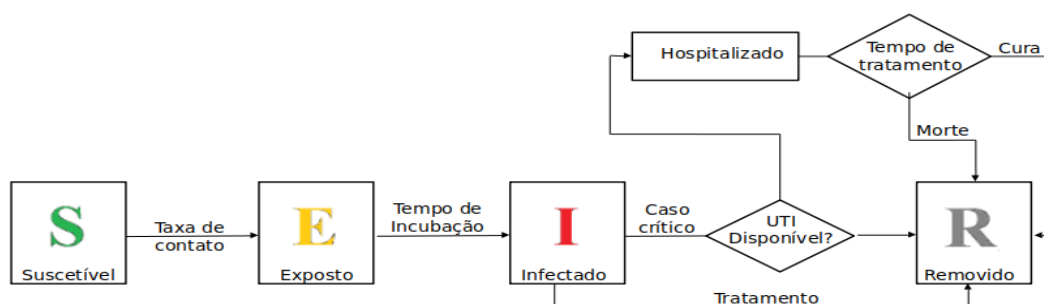 Hospitalizado
Tempo de
tratamento
Cura
Morte
S
Suscetível
Taxa de
contato
E
Exposto
Tempo de
Incubação
I
Infectado
Caso
crítico
UTI
Disponível?
R
Removido
Tratamento